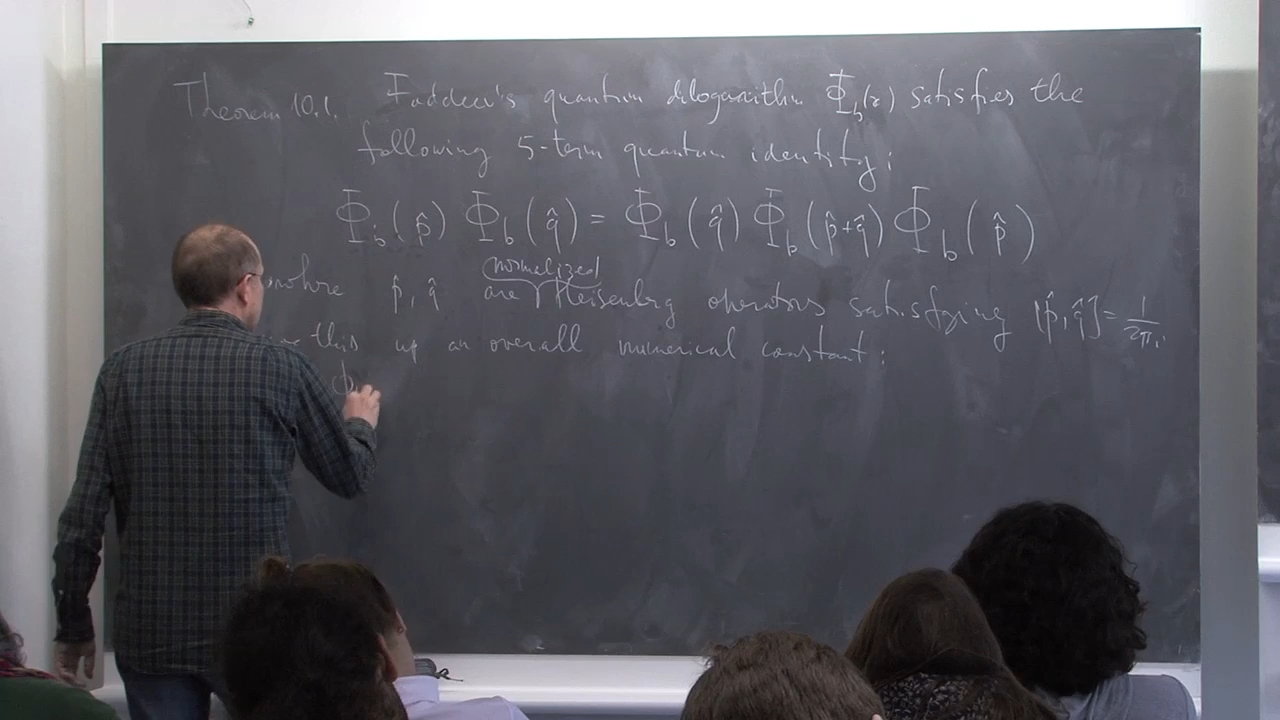 Theorem 10.1. Faddeev's quantum dilogarithm Φ_b(z) satisfies the
following 5-term quantum identity:
Φ_b(p̂) Φ_b(q̂) = Φ_b(q̂) Φ_b(p̂+q̂) Φ_b(p̂)
where p̂, q̂ are normalized Heisenberg operators satisfying [p̂,q̂] = 1/2πi
this up an overall numerical constant:
Φ